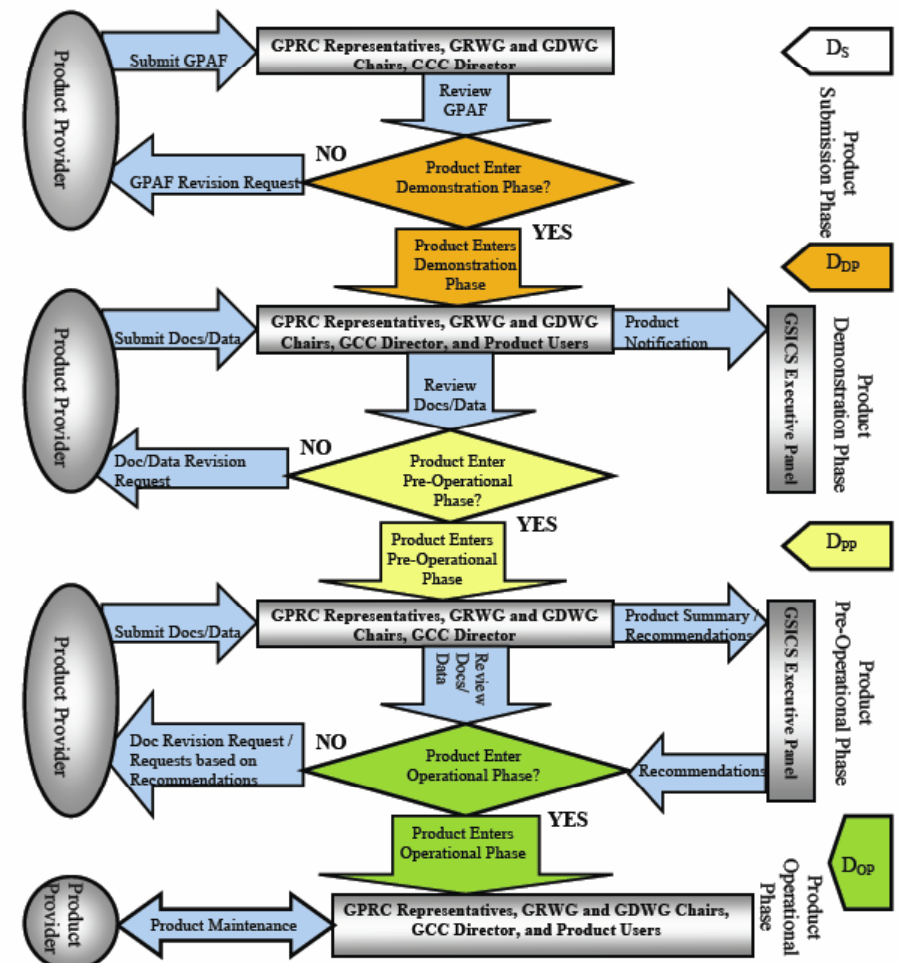 Product Provider
Submit GPAF
GPRC Representatives, GRWG and GDWG
Chairs, GCC Director
D_S
Review
GPAF
Product
Submission Phase
NO
GPAF Revision Request
Product Enter
Demonstration Phase?
YES
Product Enters
Demonstration
Phase
D_DP
Product Provider
Submit Docs/Data
GPRC Representatives, GRWG and GDWG
Chairs, GCC Director, and Product Users
Product
Notification
GSICS Executive Panel
Product
Demonstration Phase
Review
Docs/Data
NO
Doc/Data Revision
Request
Product Enter
Pre-Operational
Phase?
YES
Product Enters
Pre-Operational
Phase
D_PP
Product Provider
Submit Docs/Data
GPRC Representatives, GRWG and GDWG
Chairs, GCC Director
Product Summary /
Recommendations
GSICS Executive Panel
Product
Pre-Operational Phase
Review
Docs/
Data
NO
Doc Revision Request /
Requests based on
Recommendations
Product Enter
Operational Phase?
Recommendations
YES
Product Enters
Operational Phase
D_OP
Product
Operational
Phase
Product
Provider
Product Maintenance
GPRC Representatives, GRWG and GDWG Chairs,
GCC Director, and Product Users